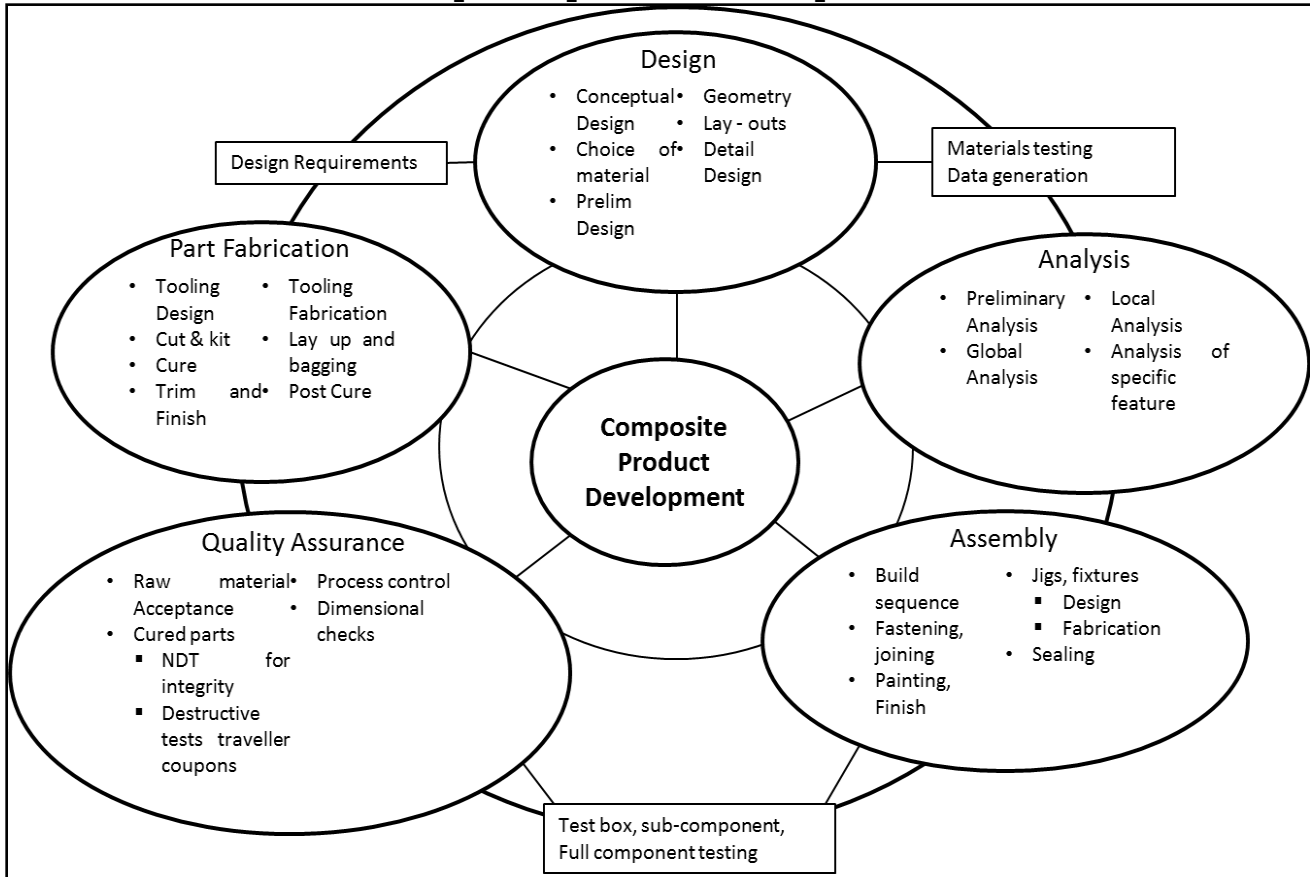 Design
• Conceptual
Design
• Choice of
material
• Prelim
Design
• Geometry
• Lay - outs
• Detail
Design
Design Requirements
Materials testing
Data generation
Part Fabrication
• Tooling
Design
• Cut & kit
• Cure
• Trim and
Finish
• Tooling
Fabrication
• Lay up and
bagging
• Post Cure
Analysis
• Preliminary
Analysis
• Global
Analysis
• Local
Analysis
• Analysis of
specific
feature
Composite
Product
Development
Quality Assurance
• Raw material
Acceptance
• Cured parts
▪ NDT for
integrity
▪ Destructive
tests traveller
coupons
• Process control
• Dimensional
checks
Assembly
• Build
sequence
• Fastening,
joining
• Painting,
Finish
• Jigs, fixtures
▪ Design
▪ Fabrication
• Sealing
Test box, sub-component,
Full component testing